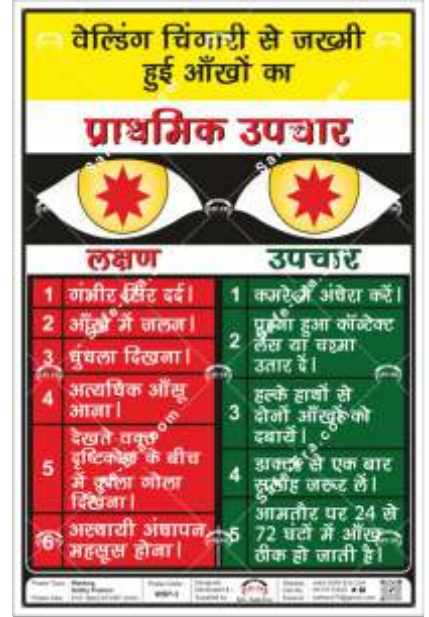 वेल्डिंग चिंगारी से जख्मी
हुई आँखों का
प्राथमिक उपचार
लक्षण
1 गंभीर सिर दर्द।
2 आँखों में जलन।
3 धुंधला दिखना।
4 अत्यधिक आँसू
आना।
5 देखते वक्त
दृष्टिकोण के बीच
में काला गोला
दिखना।
6 अस्थायी अंधापन
महसूस होना।
उपचार
1 कमरे में अंधेरा करें।
2 पहना हुआ कॉन्टेक्ट
लैंस या चश्मा
उतार दें।
3 हल्के हाथों से
दोनों आँखों को
दबायें।
4 डाक्टर से एक बार
सलाह जरूर लें।
5 आमतौर पर 24 से
72 घंटों में आँख
ठीक हो जाती है।